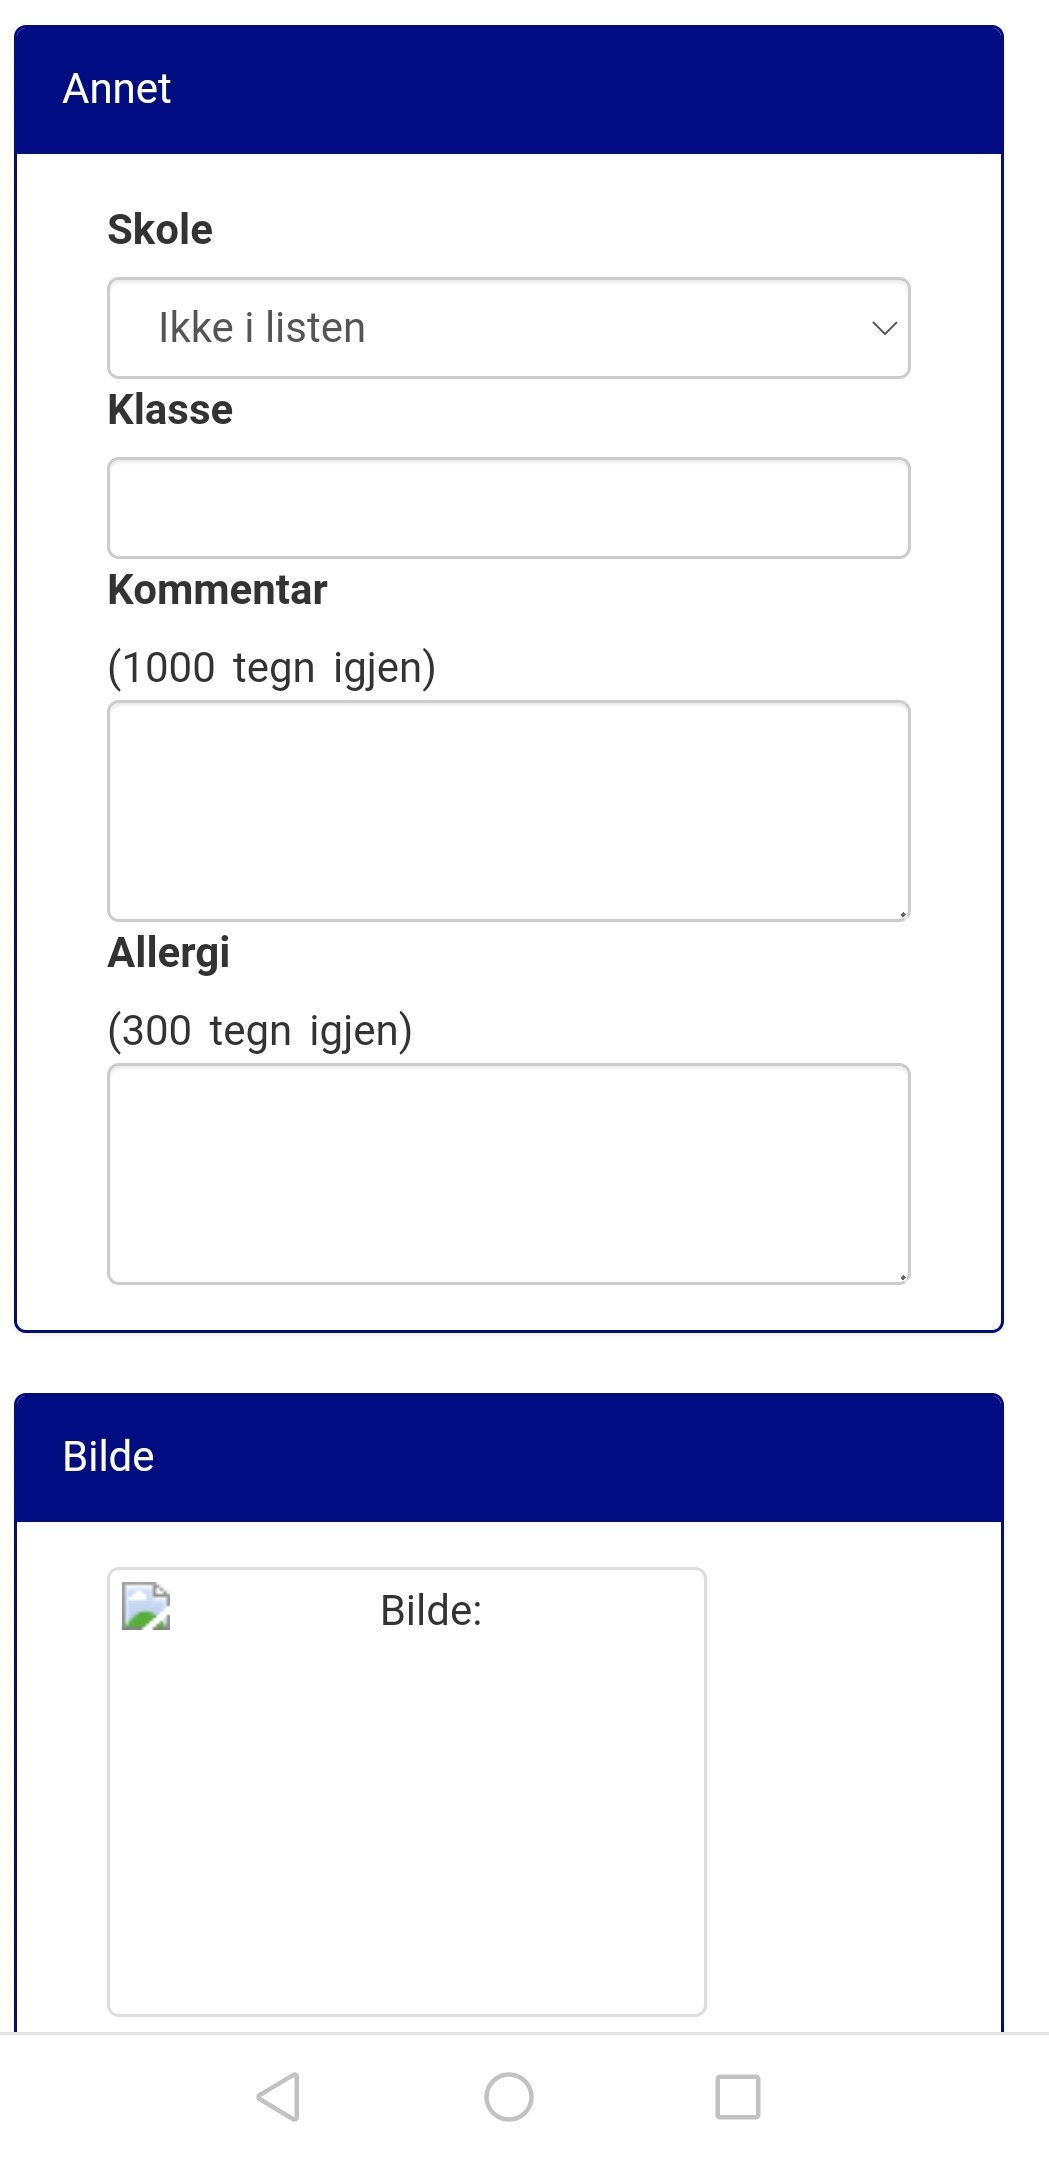 Annet
Skole
Ikke i listen
Klasse
Kommentar
(1000 tegn igjen)
Allergi
(300 tegn igjen)
Bilde
Bilde: